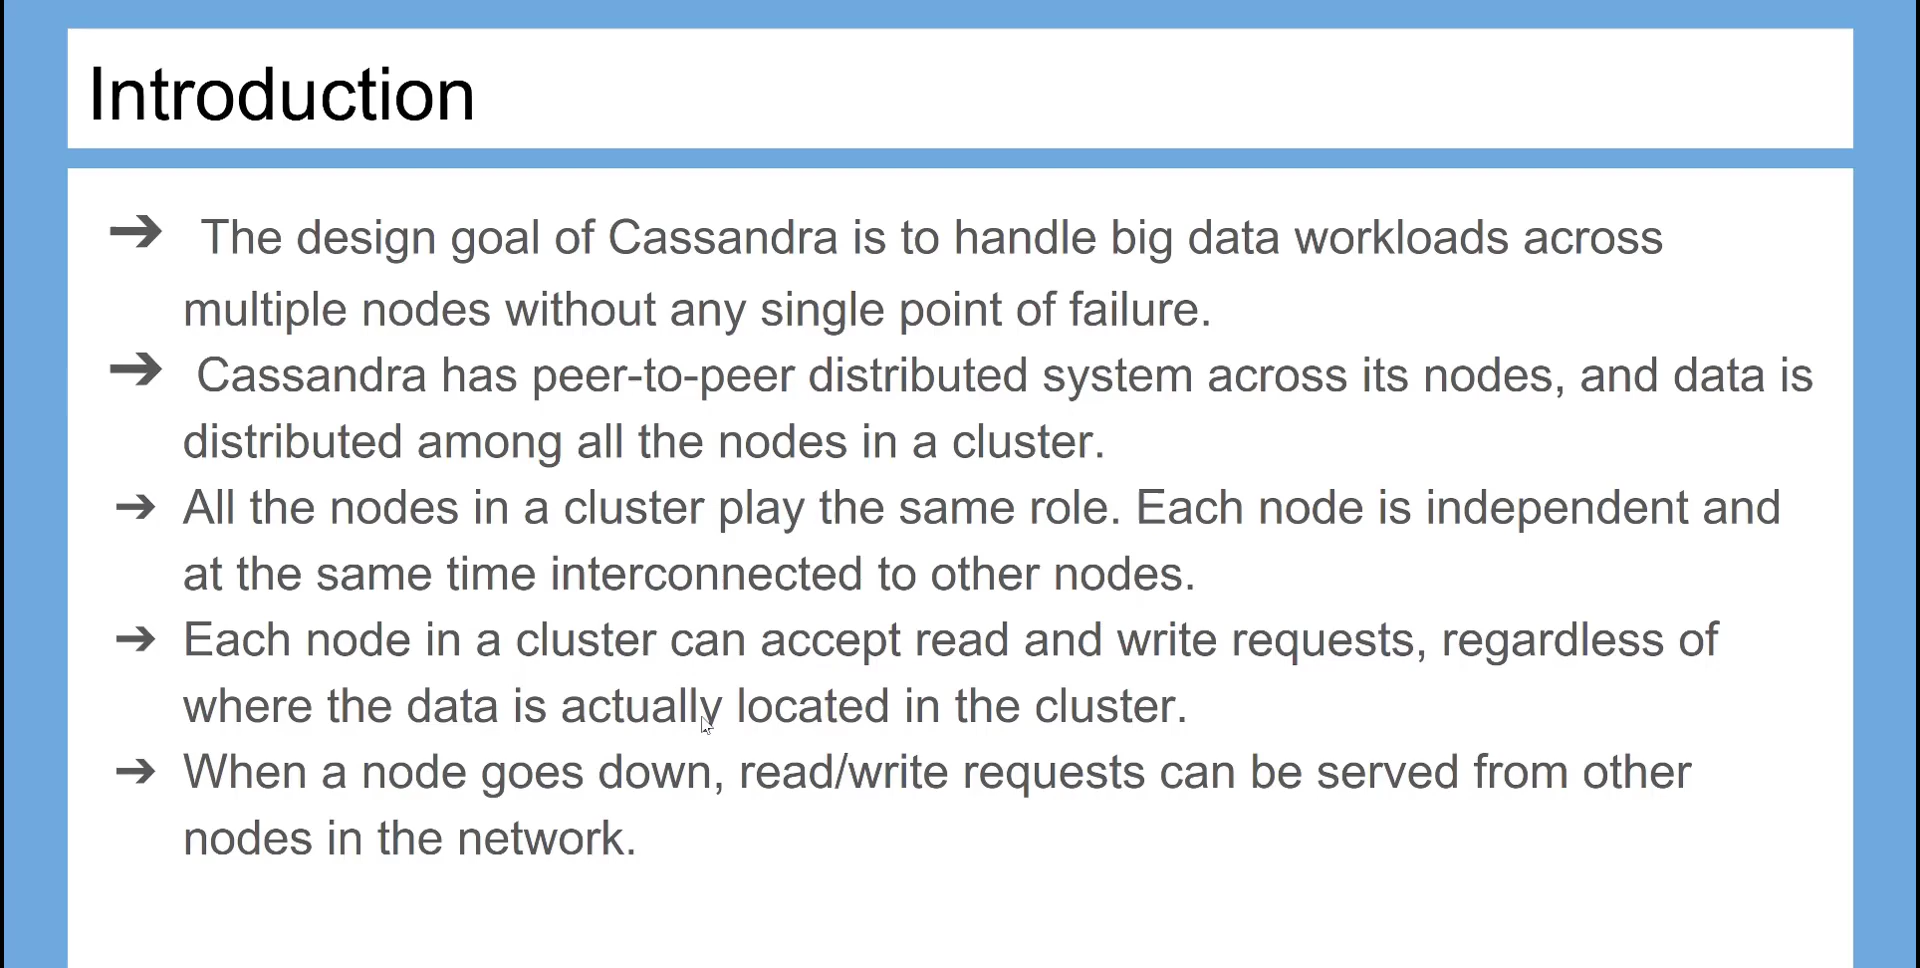 Introduction
➔ The design goal of Cassandra is to handle big data workloads across
multiple nodes without any single point of failure.
➔ Cassandra has peer-to-peer distributed system across its nodes, and data is
distributed among all the nodes in a cluster.
➔ All the nodes in a cluster play the same role. Each node is independent and
at the same time interconnected to other nodes.
➔ Each node in a cluster can accept read and write requests, regardless of
where the data is actually located in the cluster.
➔ When a node goes down, read/write requests can be served from other
nodes in the network.